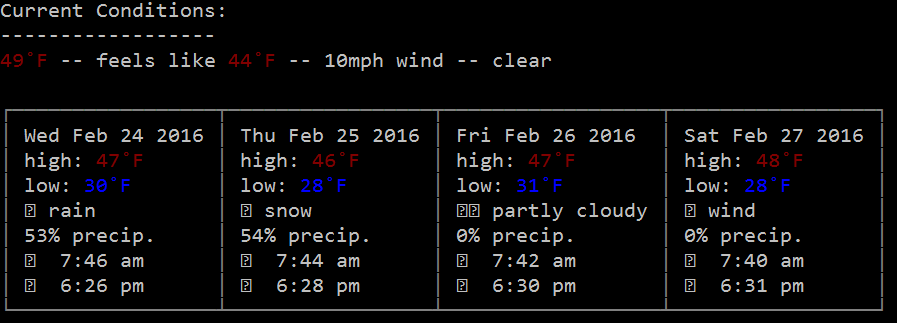 Current Conditions:
------------------
49°F -- feels like 44°F -- 10mph wind -- clear
Wed Feb 24 2016 │ Thu Feb 25 2016 │ Fri Feb 26 2016 │ Sat Feb 27 2016
high: 47°F │ high: 46°F │ high: 47°F │ high: 48°F
low: 30°F │ low: 28°F │ low: 31°F │ low: 28°F
⍰ rain │ ⍰ snow │ ⍰⍰ partly cloudy │ ⍰ wind
53% precip. │ 54% precip. │ 0% precip. │ 0% precip.
⍰ 7:46 am │ ⍰ 7:44 am │ ⍰ 7:42 am │ ⍰ 7:40 am
⍰ 6:26 pm │ ⍰ 6:28 pm │ ⍰ 6:30 pm │ ⍰ 6:31 pm